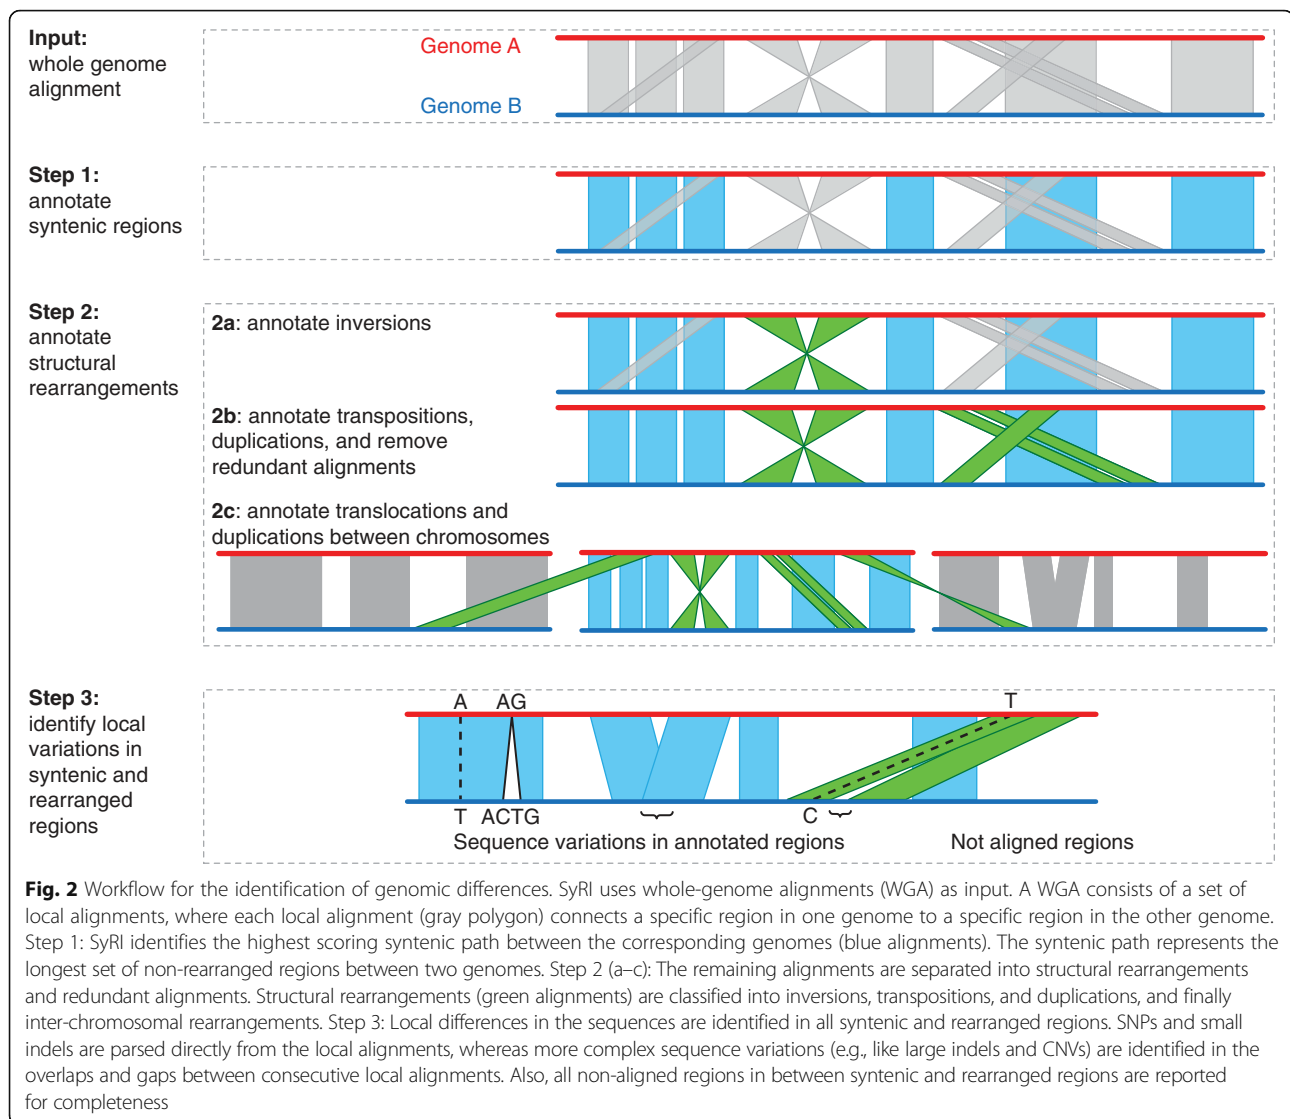 Input:
whole genome
alignment
Genome A
Genome B
Step 1:
annotate
syntenic regions
Step 2:
annotate
structural
rearrangements
2a: annotate inversions
2b: annotate transpositions,
duplications, and remove
redundant alignments
2c: annotate translocations and
duplications between chromosomes
Step 3:
identify local
variations in
syntenic and
rearranged
regions
A AG T
T ACTG C
Sequence variations in annotated regions Not aligned regions
Fig. 2 Workflow for the identification of genomic differences. SyRI uses whole-genome alignments (WGA) as input. A WGA consists of a set of
local alignments, where each local alignment (gray polygon) connects a specific region in one genome to a specific region in the other genome.
Step 1: SyRI identifies the highest scoring syntenic path between the corresponding genomes (blue alignments). The syntenic path represents the
longest set of non-rearranged regions between two genomes. Step 2 (a–c): The remaining alignments are separated into structural rearrangements
and redundant alignments. Structural rearrangements (green alignments) are classified into inversions, transpositions, and duplications, and finally
inter-chromosomal rearrangements. Step 3: Local differences in the sequences are identified in all syntenic and rearranged regions. SNPs and small
indels are parsed directly from the local alignments, whereas more complex sequence variations (e.g., like large indels and CNVs) are identified in the
overlaps and gaps between consecutive local alignments. Also, all non-aligned regions in between syntenic and rearranged regions are reported
for completeness